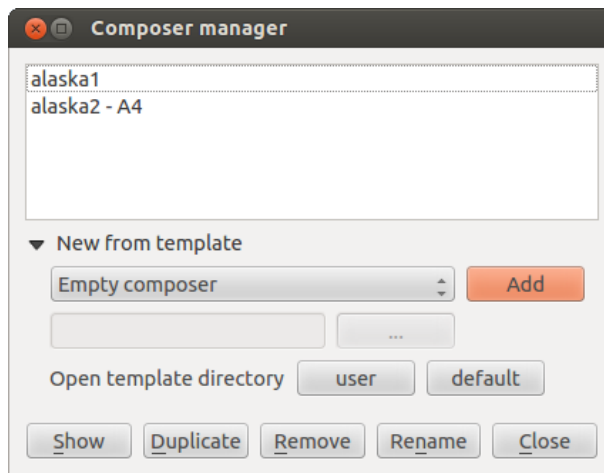 Composer manager
alaska1
alaska2 - A4
New from template
Empty composer Add
...
Open template directory user default
Show Duplicate Remove Rename Close